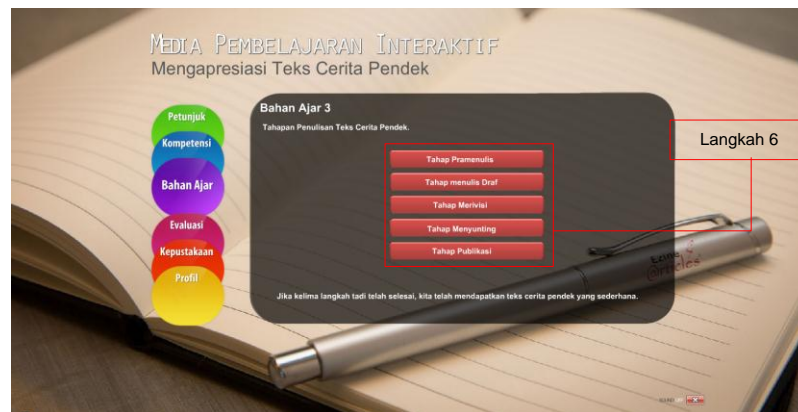 MEDIA PEMBELAJARAN INTERAKTIF
Mengapresiasi Teks Cerita Pendek
Petunjuk
Kompetensi
Bahan Ajar
Evaluasi
Kepustakaan
Profil
Bahan Ajar 3
Tahapan Penulisan Teks Cerita Pendek.
Tahap Pramenulis
Tahap menulis Draf
Tahap Merivisi
Tahap Menyunting
Tahap Publikasi
Jika kelima langkah tadi telah selesai, kita telah mendapatkan teks cerita pendek yang sederhana.
Langkah 6
Ezine
@rticles